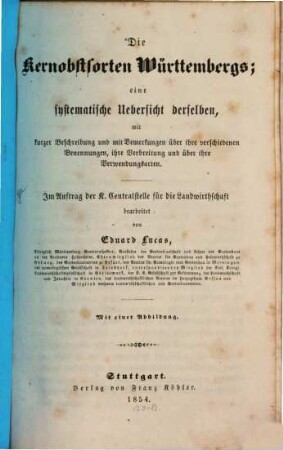 Die
Kernobstsorten Württembergs;
eine
systematische Uebersicht derselben,
mit
kurzer Beschreibung und mit Bemerkungen über ihre verschiedenen
Benennungen, ihre Verbreitung und über ihre
Verwendungsarten.
Im Auftrag der K. Centralstelle für die Landwirthschaft
bearbeitet
von
Eduard Lucas,
Mit einer Abbildung.
Stuttgart.
Verlag von Franz Köhler.
1854.